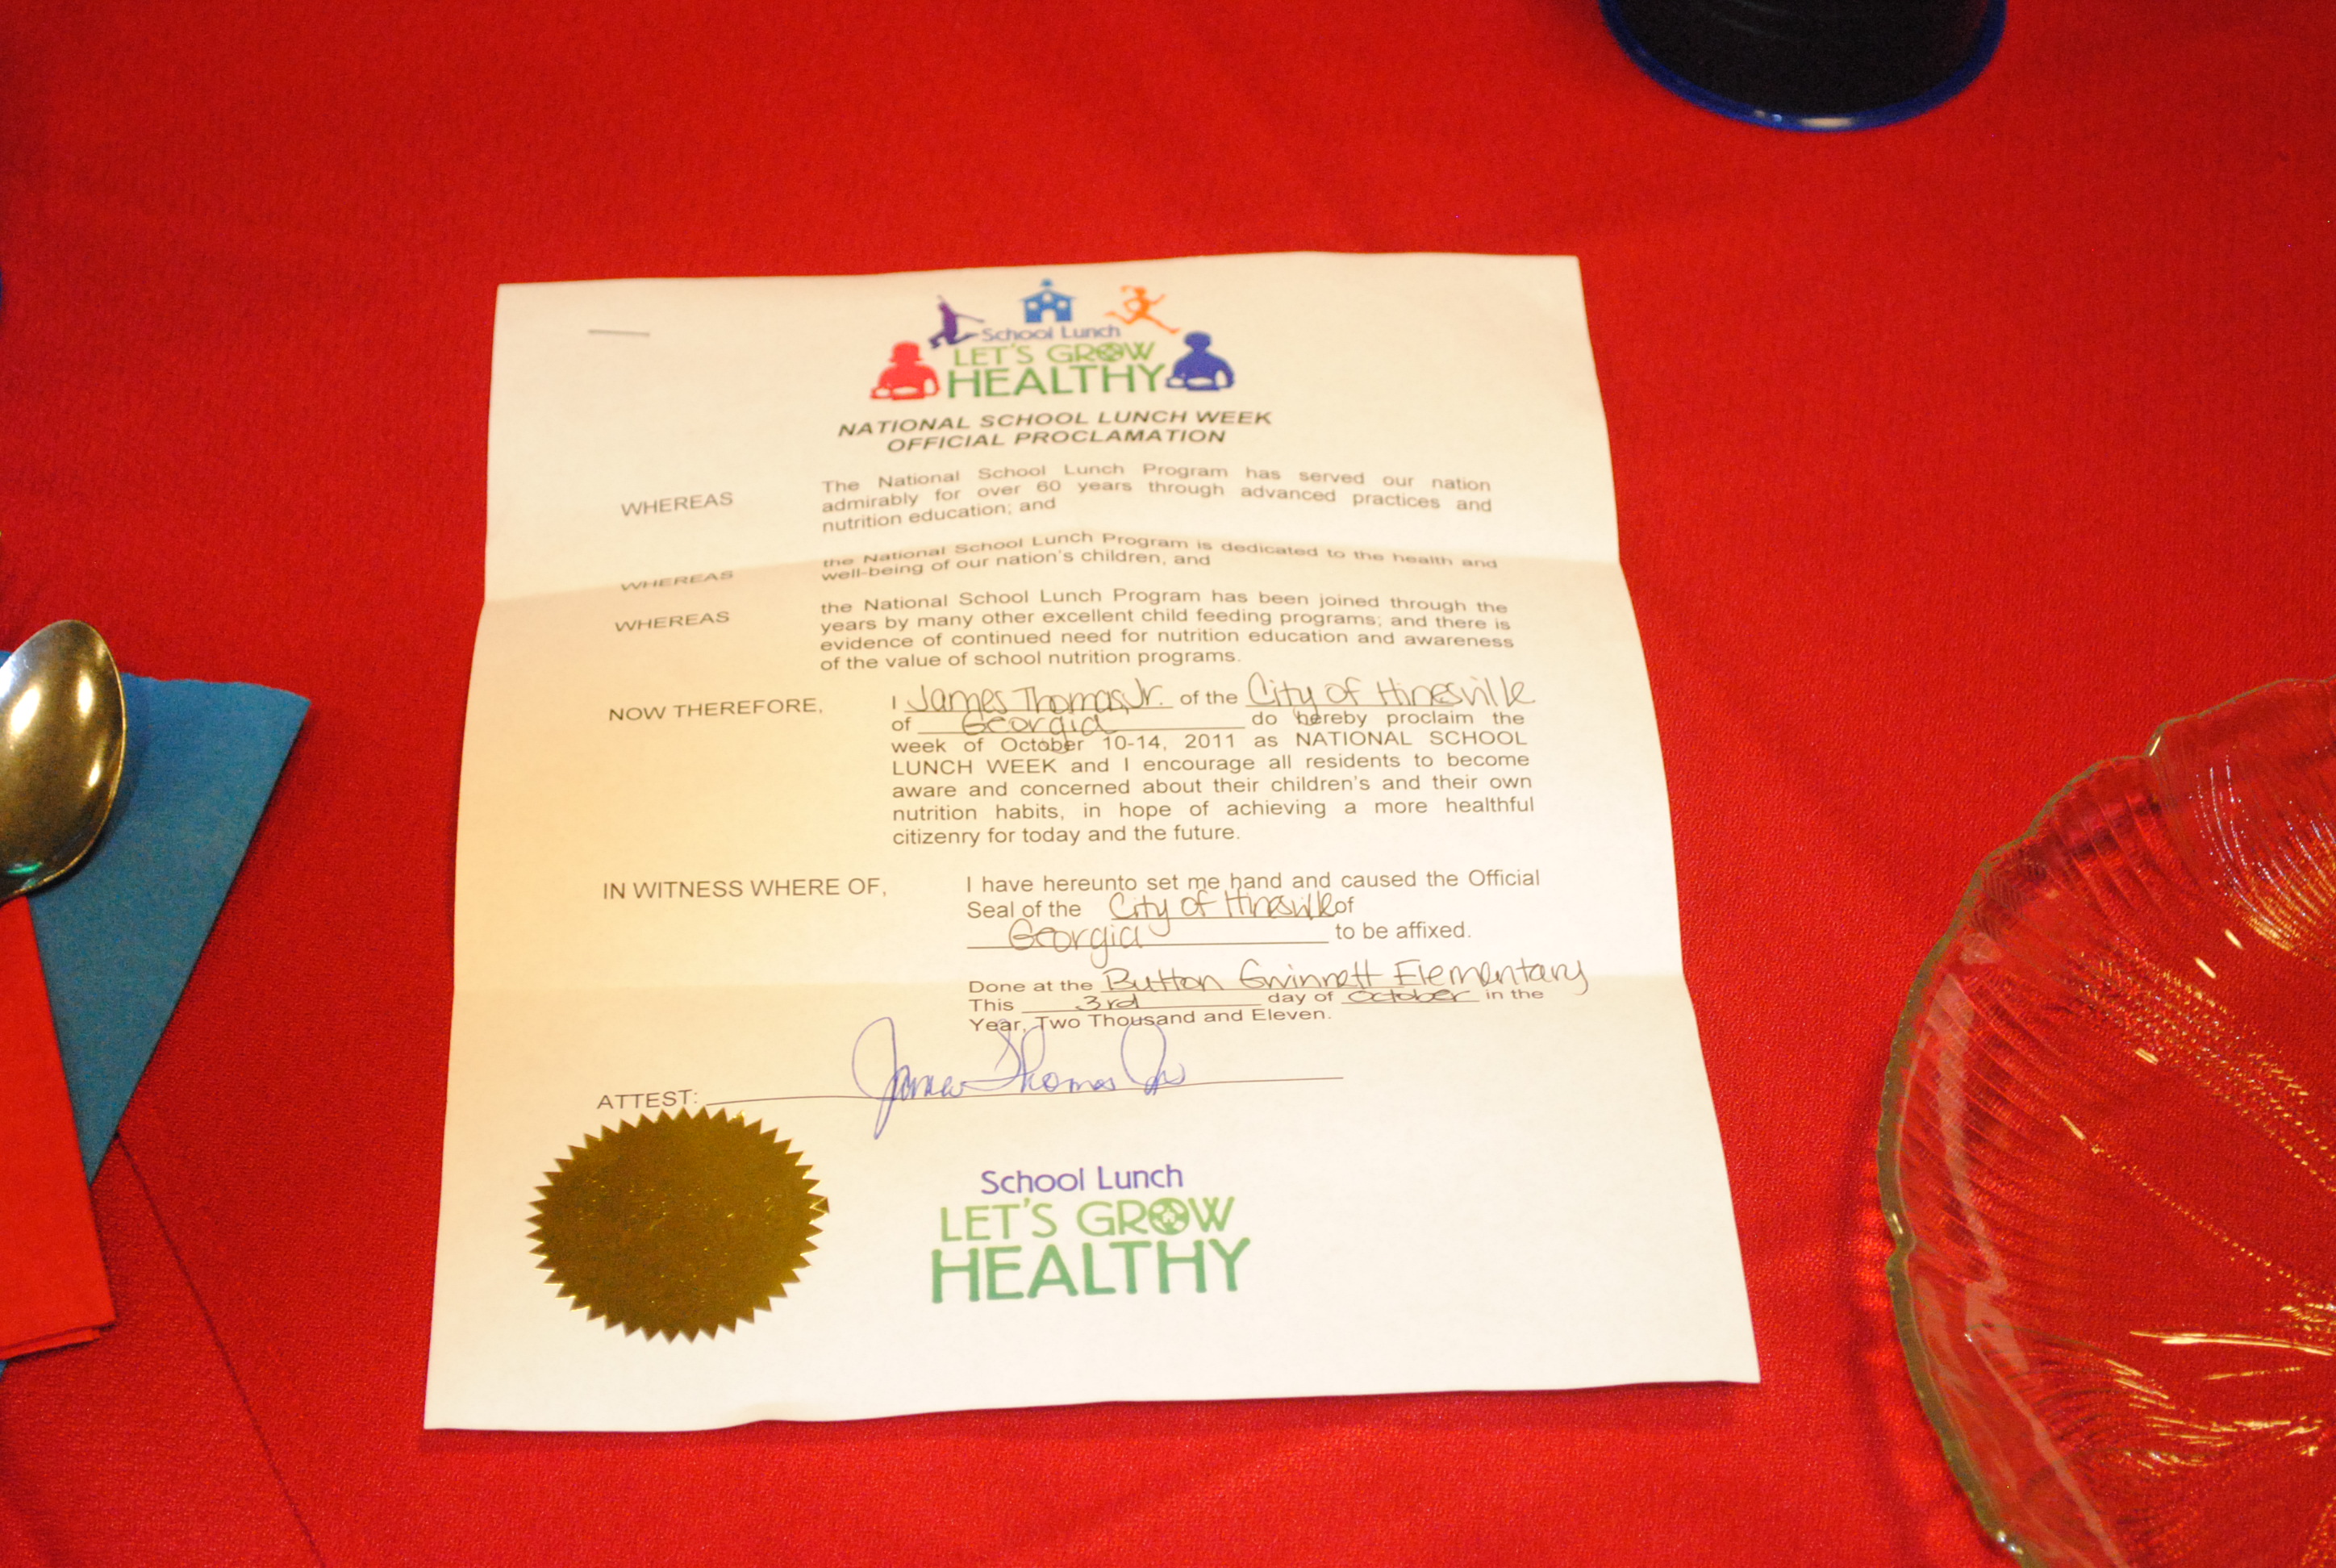 School Lunch
LET'S GROW
HEALTHY
NATIONAL SCHOOL LUNCH WEEK
OFFICIAL PROCLAMATION
WHEREAS The National School Lunch Program has served our nation
admirably for over 60 years through advanced practices and
nutrition education; and
WHEREAS the National School Lunch Program is dedicated to the health and
well-being of our nation's children, and
WHEREAS the National School Lunch Program has been joined through the
years by many other excellent child feeding programs; and there is
evidence of continued need for nutrition education and awareness
of the value of school nutrition programs.
NOW THEREFORE, I James Thomas, Jr. of the City of Hinesville
of Georgia do hereby proclaim the
week of October 10-14, 2011 as NATIONAL SCHOOL
LUNCH WEEK and I encourage all residents to become
aware and concerned about their children's and their own
nutrition habits, in hope of achieving a more healthful
citizenry for today and the future.
IN WITNESS WHERE OF, I have hereunto set me hand and caused the Official
Seal of the City of Hinesville of
Georgia to be affixed.
Done at the Button Gwinnett Elementary
This 3rd day of October in the
Year, Two Thousand and Eleven.
ATTEST: James Thomas Jr
School Lunch
LET'S GROW
HEALTHY